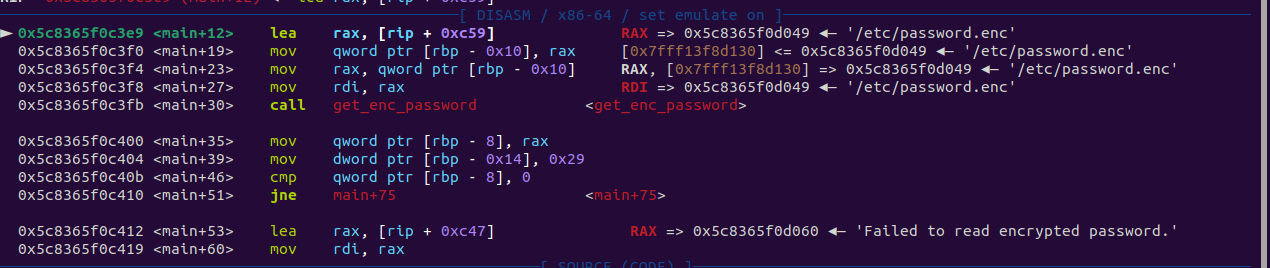 [ DISASM / x86-64 / set emulate on ]
► 0x5c8365f0c3e9 <main+12> lea rax, [rip + 0xc59] RAX => 0x5c8365f0d049 ◄— '/etc/password.enc'
0x5c8365f0c3f0 <main+19> mov qword ptr [rbp - 0x10], rax [0x7fff13f8d130] <= 0x5c8365f0d049 ◄— '/etc/password.enc'
0x5c8365f0c3f4 <main+23> mov rax, qword ptr [rbp - 0x10] RAX, [0x7fff13f8d130] => 0x5c8365f0d049 ◄— '/etc/password.enc'
0x5c8365f0c3f8 <main+27> mov rdi, rax RDI => 0x5c8365f0d049 ◄— '/etc/password.enc'
0x5c8365f0c3fb <main+30> call get_enc_password <get_enc_password>
0x5c8365f0c400 <main+35> mov qword ptr [rbp - 8], rax
0x5c8365f0c404 <main+39> mov dword ptr [rbp - 0x14], 0x29
0x5c8365f0c40b <main+46> cmp qword ptr [rbp - 8], 0
0x5c8365f0c410 <main+51> jne main+75 <main+75>
0x5c8365f0c412 <main+53> lea rax, [rip + 0xc47] RAX => 0x5c8365f0d060 ◄— 'Failed to read encrypted password.'
0x5c8365f0c419 <main+60> mov rdi, rax
[ SOURCE (CODE) ]